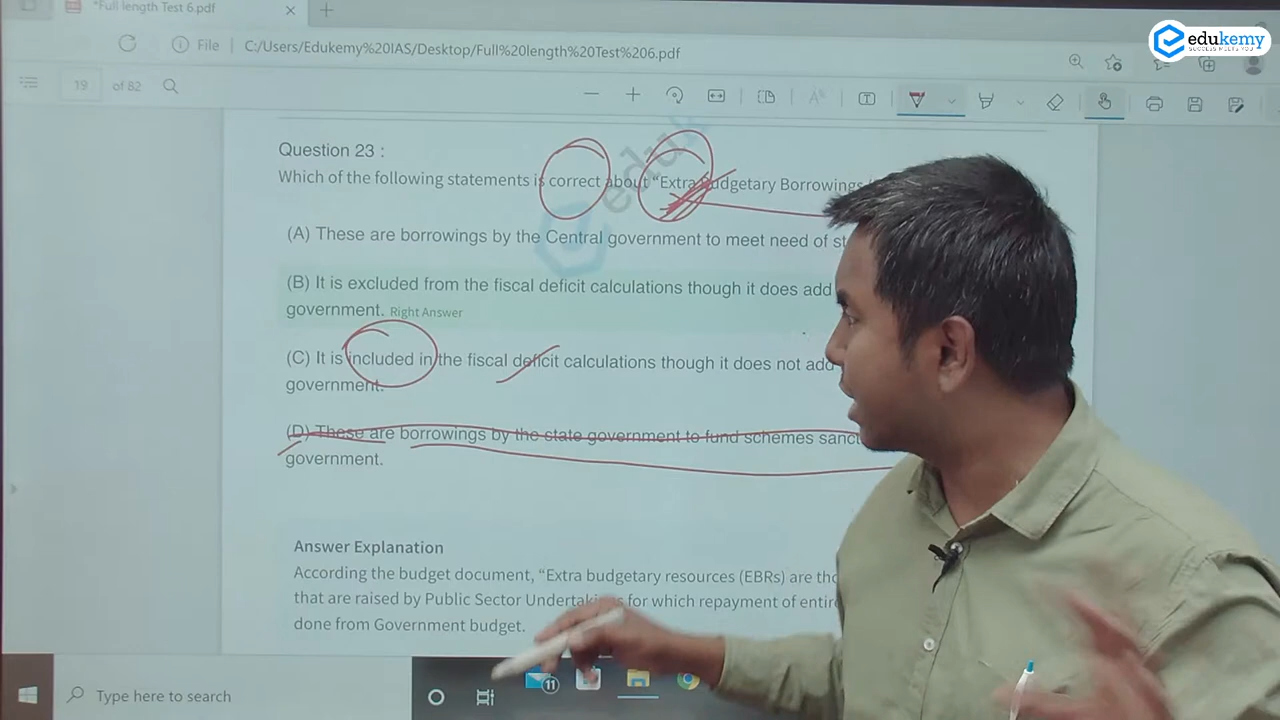 *Full length Test 6.pdf
edukemy
SUCCESS MEETS YOU
File C:/Users/Edukemy%20IAS/Desktop/Full%20length%20Test%206.pdf
19 of 82
Question 23 :
Which of the following statements is correct about “Extra Budgetary Borrowings
(A) These are borrowings by the Central government to meet need of
(B) It is excluded from the fiscal deficit calculations though it does add
government. Right Answer
(C) It is included in the fiscal deficit calculations though it does not add
government.
(D) These are borrowings by the state government to fund schemes
government.
Answer Explanation
According the budget document, “Extra budgetary resources (EBRs) are
that are raised by Public Sector Undertakings for which repayment of
done from Government budget.
Type here to search
11